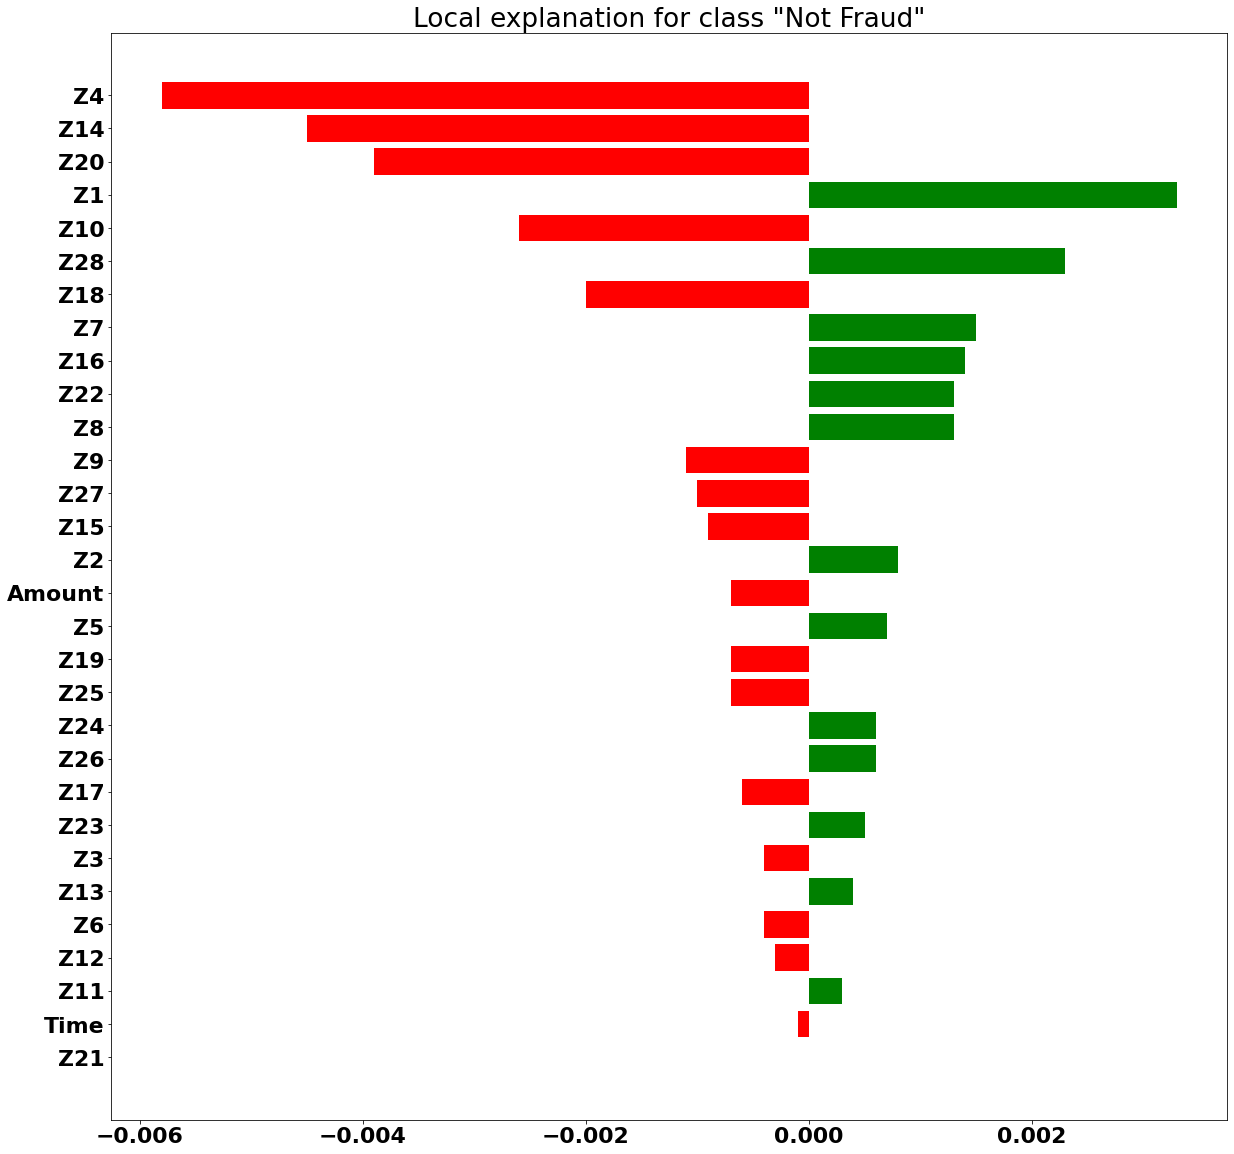 Local explanation for class "Not Fraud"
Z4
Z14
Z20
Z1
Z10
Z28
Z18
Z7
Z16
Z22
Z8
Z9
Z27
Z15
Z2
Amount
Z5
Z19
Z25
Z24
Z26
Z17
Z23
Z3
Z13
Z6
Z12
Z11
Time
Z21
−0.006 −0.004 −0.002 0.000 0.002